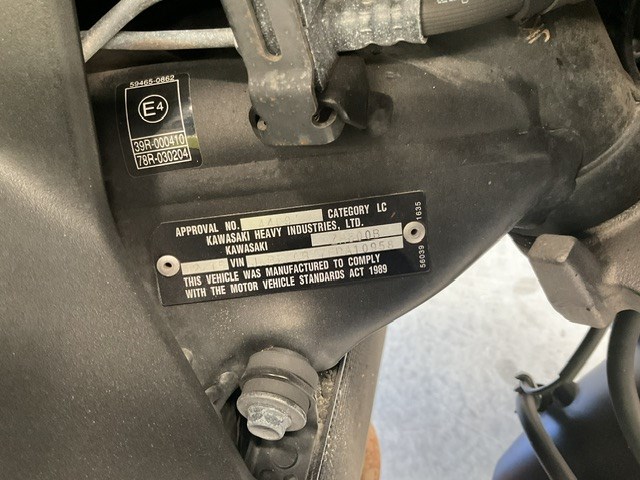 59465-0862
E4
39R-000410
78R-030204
APPROVAL NO. CATEGORY LC
KAWASAKI HEAVY INDUSTRIES, LTD.
KAWASAKI
VIN
THIS VEHICLE WAS MANUFACTURED TO COMPLY
WITH THE MOTOR VEHICLE STANDARDS ACT 1989
56039 1635